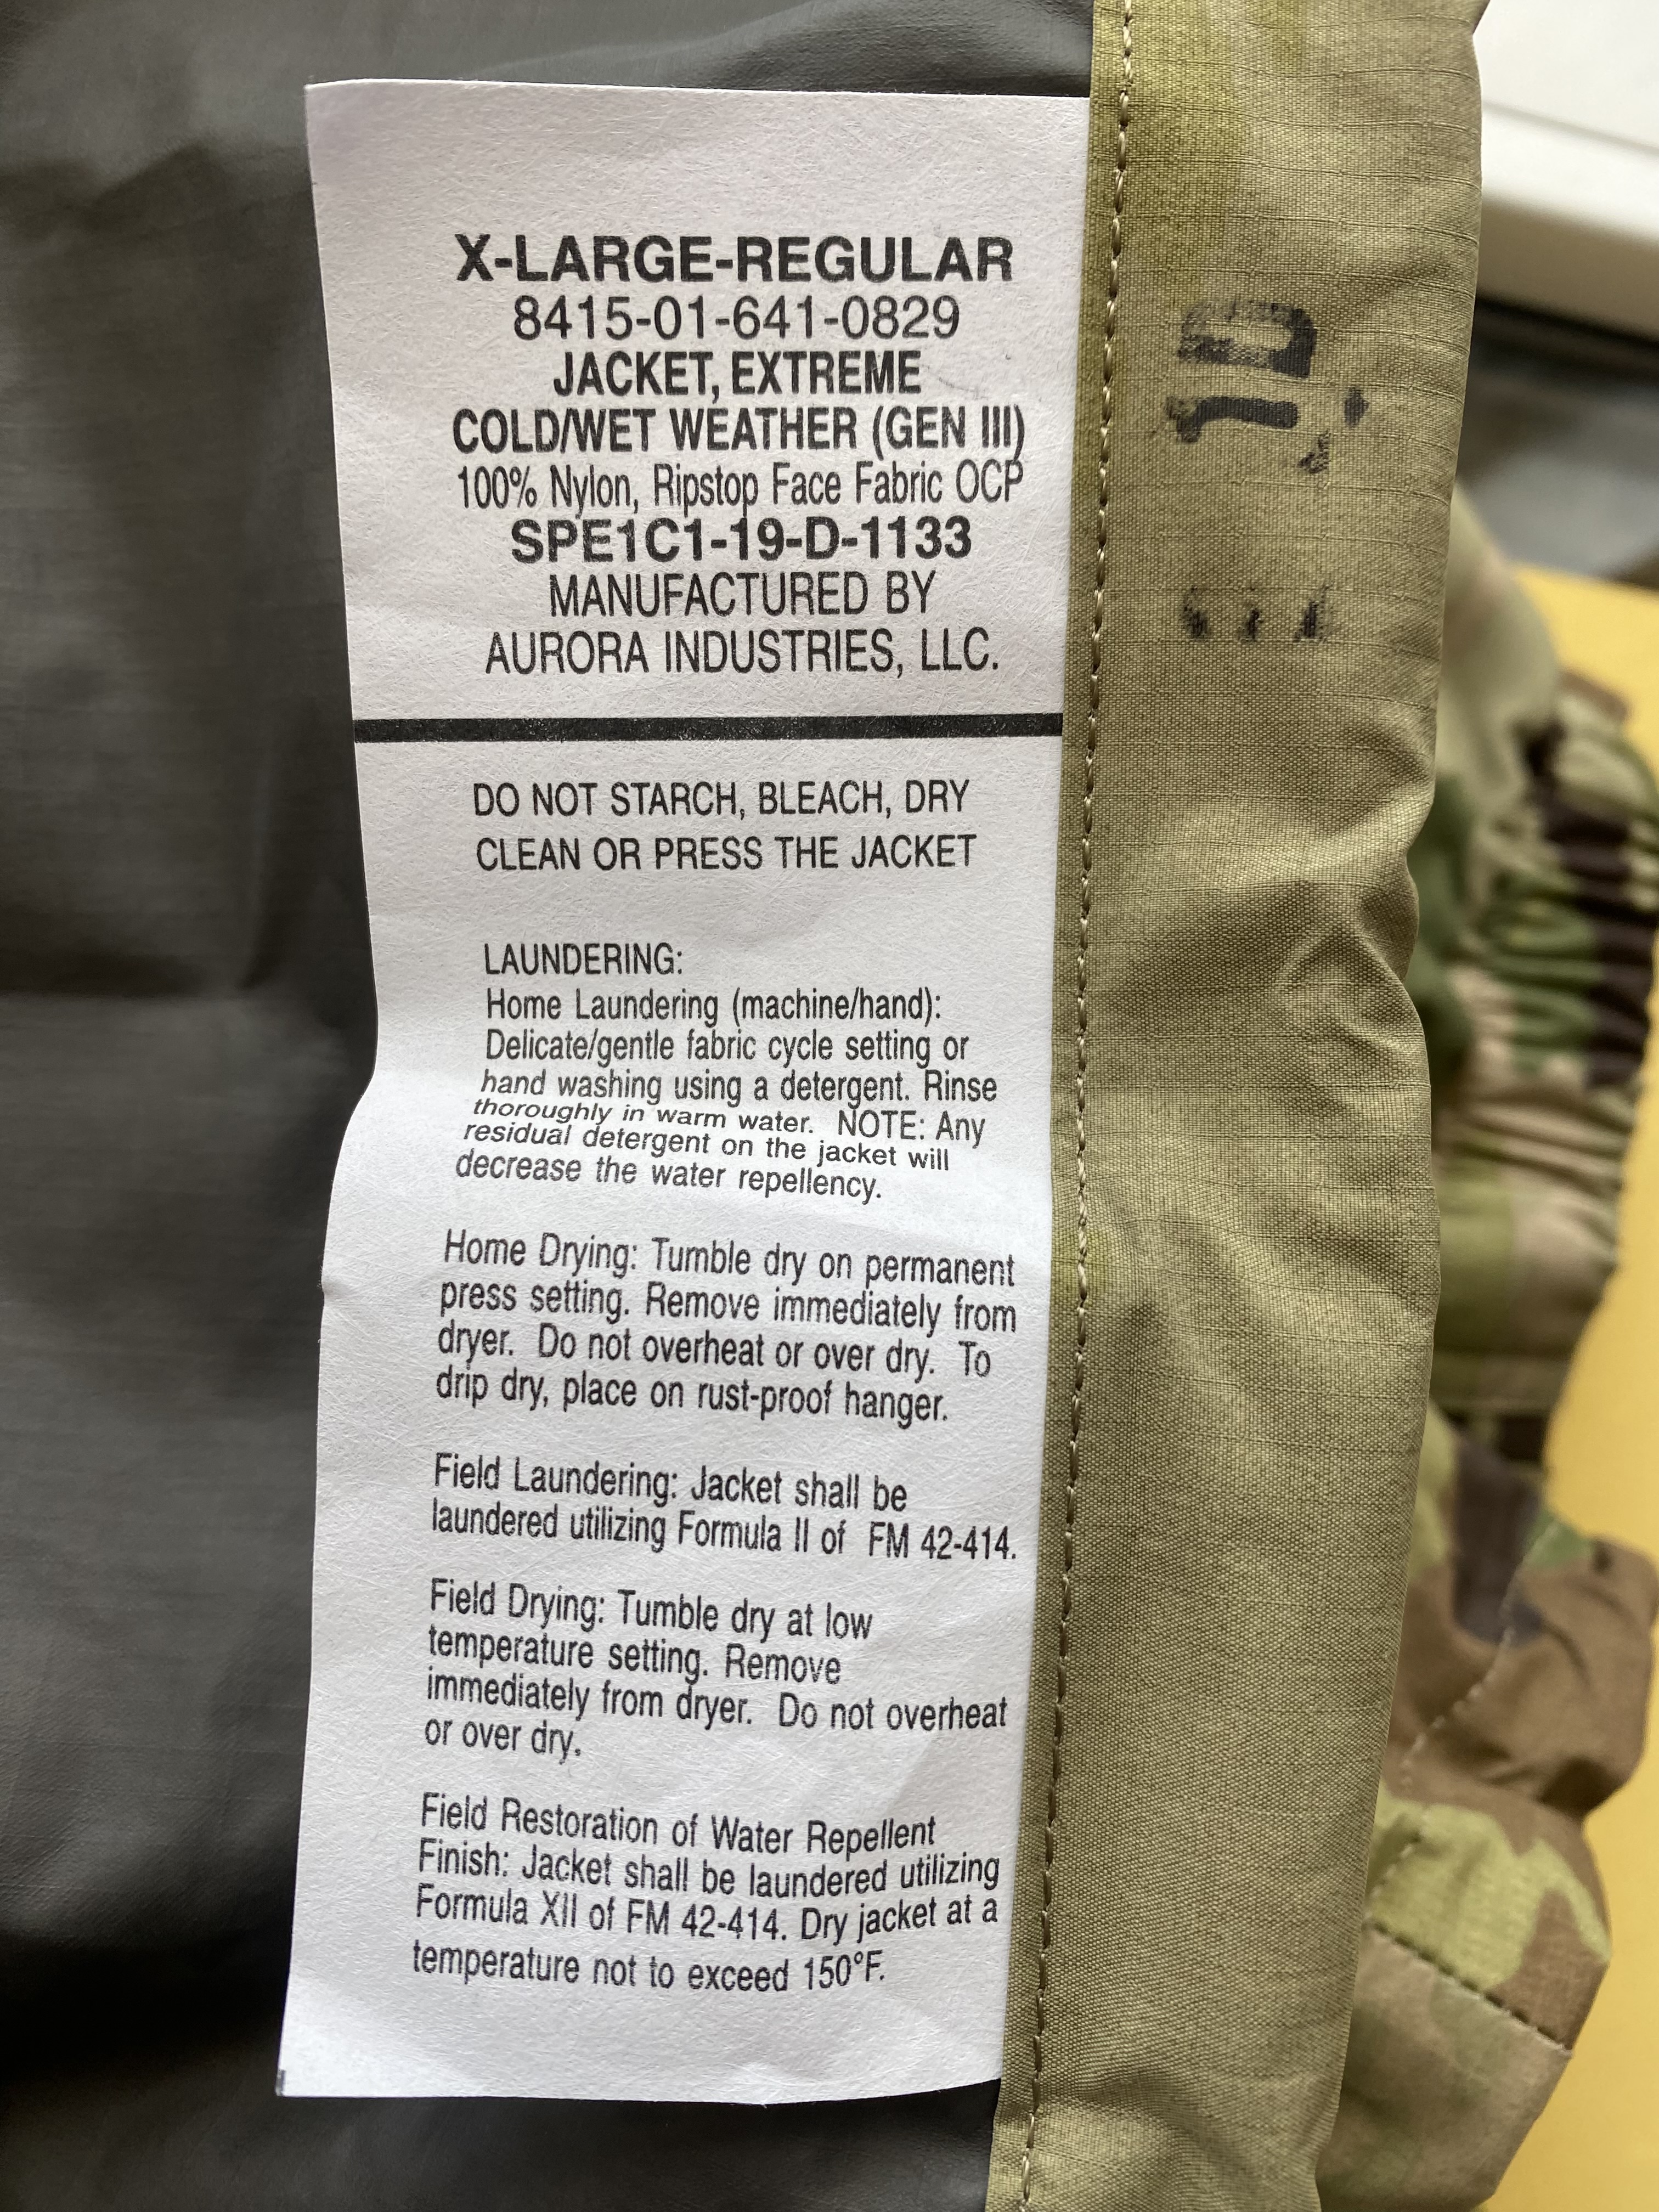 X-LARGE-REGULAR
8415-01-641-0829
JACKET, EXTREME
COLD/WET WEATHER (GEN III)
100% Nylon, Ripstop Face Fabric OCP
SPE1C1-19-D-1133
MANUFACTURED BY
AURORA INDUSTRIES, LLC.
DO NOT STARCH, BLEACH, DRY
CLEAN OR PRESS THE JACKET
LAUNDERING:
Home Laundering (machine/hand):
Delicate/gentle fabric cycle setting or
hand washing using a detergent. Rinse
thoroughly in warm water. NOTE: Any
residual detergent on the jacket will
decrease the water repellency.
Home Drying: Tumble dry on permanent
press setting. Remove immediately from
dryer. Do not overheat or over dry. To
drip dry, place on rust-proof hanger.
Field Laundering: Jacket shall be
laundered utilizing Formula II of FM 42-414.
Field Drying: Tumble dry at low
temperature setting. Remove
immediately from dryer. Do not overheat
or over dry.
Field Restoration of Water Repellent
Finish: Jacket shall be laundered utilizing
Formula XII of FM 42-414. Dry jacket at a
temperature not to exceed 150°F.